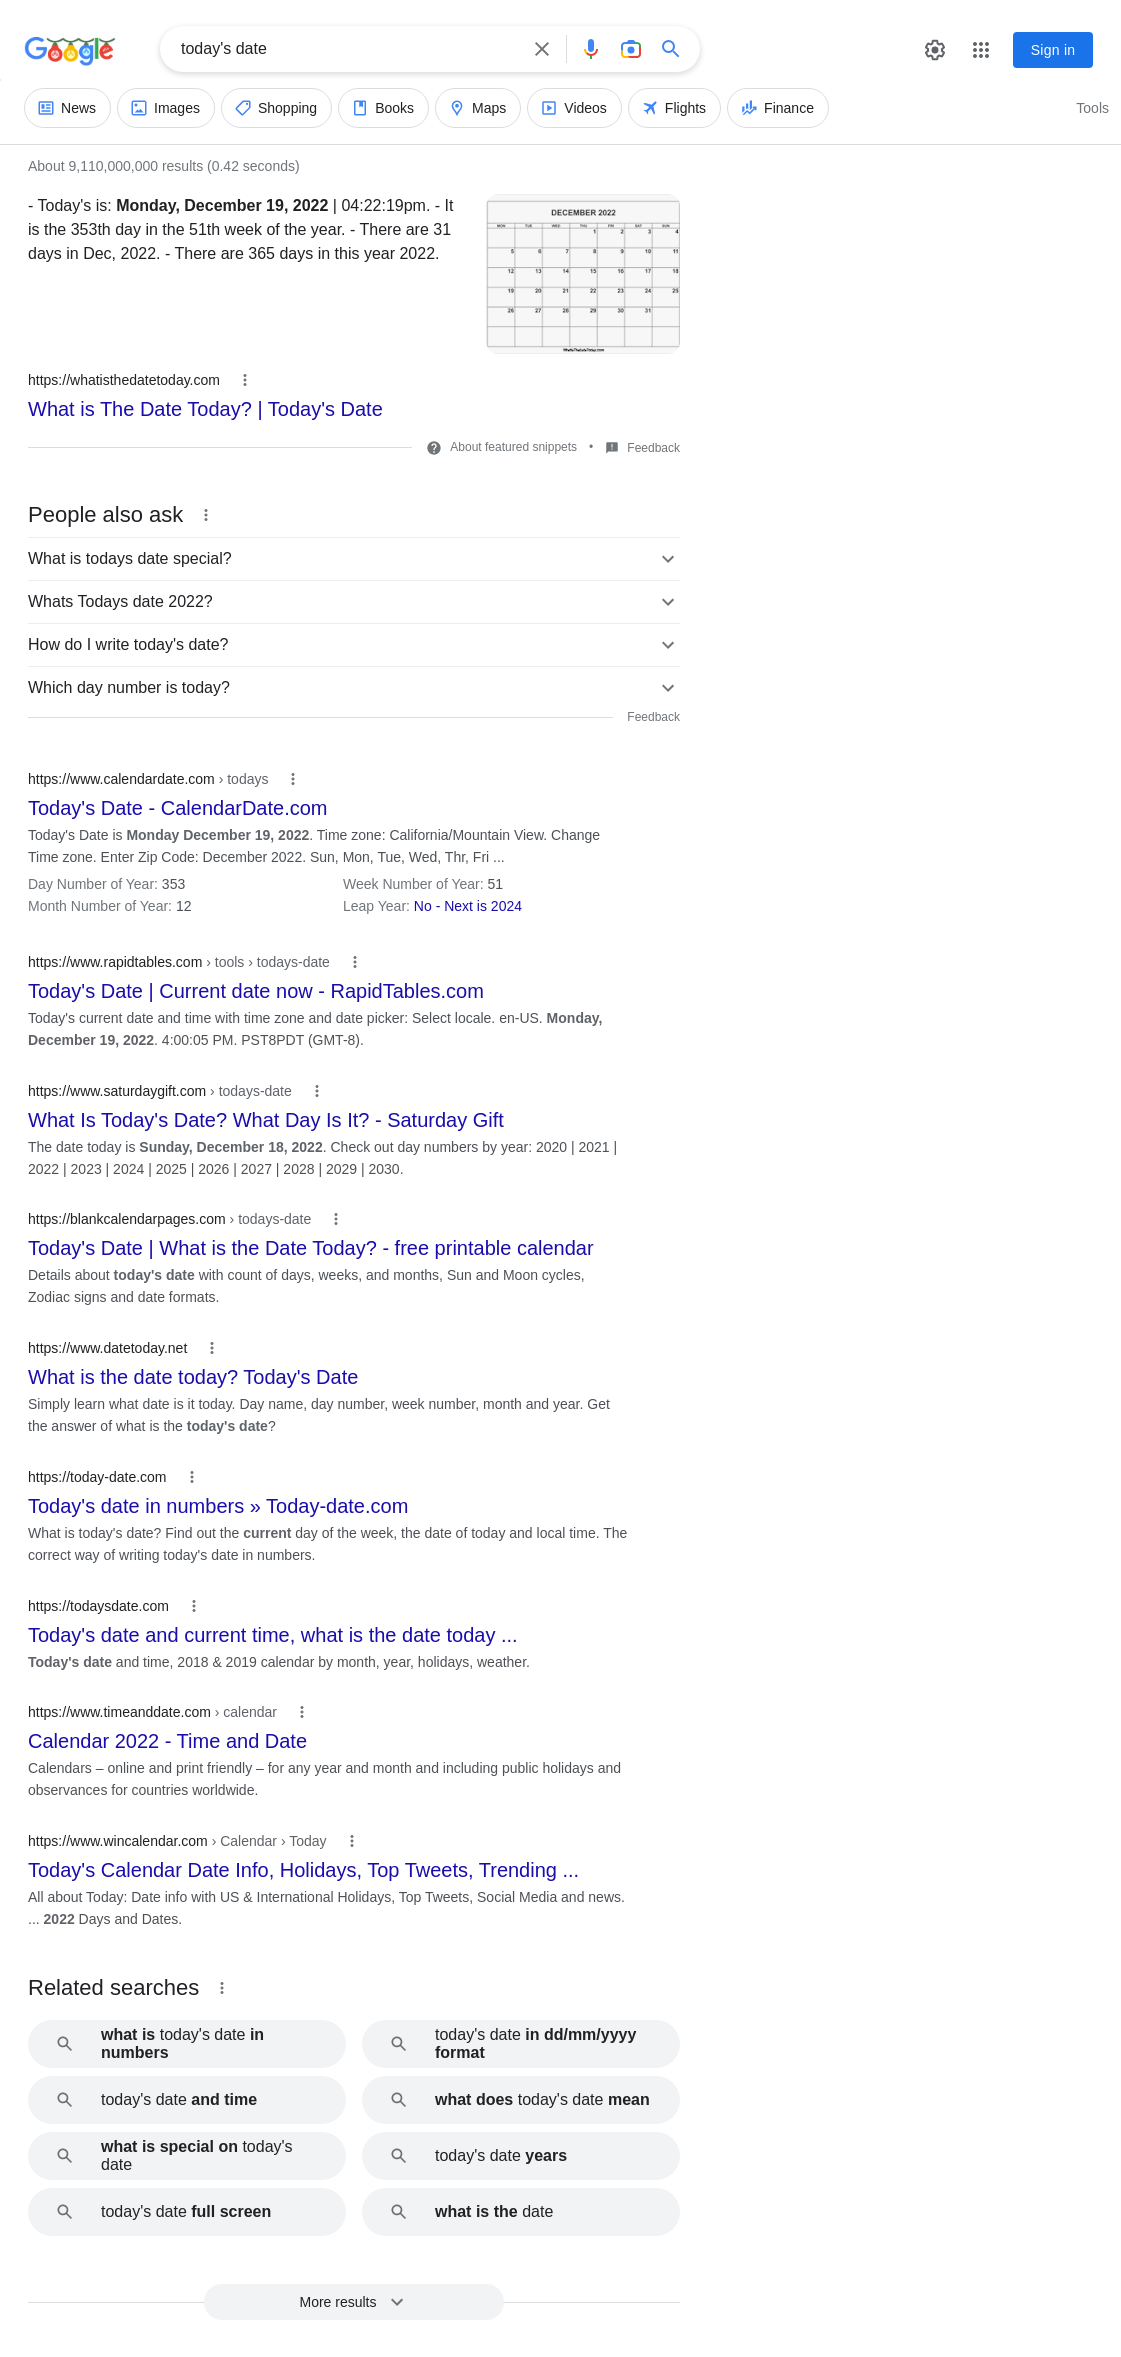 Google
today's date
Sign in
News
Images
Shopping
Books
Maps
Videos
Flights
Finance
Tools
About 9,110,000,000 results (0.42 seconds)
- Today's is: Monday, December 19, 2022 | 04:22:19pm. - It
is the 353th day in the 51th week of the year. - There are 31
days in Dec, 2022. - There are 365 days in this year 2022.
DECEMBER 2022
MON TUE WED THU FRI SAT SUN
1 2 3 4
5 6 7 8 9 10 11
12 13 14 15 16 17 18
19 20 21 22 23 24 25
26 27 28 29 30 31
WhatIsTheDateToday.com
https://whatisthedatetoday.com
What is The Date Today? | Today's Date
About featured snippets • Feedback
People also ask
What is todays date special?
Whats Todays date 2022?
How do I write today's date?
Which day number is today?
Feedback
https://www.calendardate.com › todays
Today's Date - CalendarDate.com
Today's Date is Monday December 19, 2022. Time zone: California/Mountain View. Change
Time zone. Enter Zip Code: December 2022. Sun, Mon, Tue, Wed, Thr, Fri ...
Day Number of Year: 353
Week Number of Year: 51
Month Number of Year: 12
Leap Year: No - Next is 2024
https://www.rapidtables.com › tools › todays-date
Today's Date | Current date now - RapidTables.com
Today's current date and time with time zone and date picker: Select locale. en-US. Monday,
December 19, 2022. 4:00:05 PM. PST8PDT (GMT-8).
https://www.saturdaygift.com › todays-date
What Is Today's Date? What Day Is It? - Saturday Gift
The date today is Sunday, December 18, 2022. Check out day numbers by year: 2020 | 2021 |
2022 | 2023 | 2024 | 2025 | 2026 | 2027 | 2028 | 2029 | 2030.
https://blankcalendarpages.com › todays-date
Today's Date | What is the Date Today? - free printable calendar
Details about today's date with count of days, weeks, and months, Sun and Moon cycles,
Zodiac signs and date formats.
https://www.datetoday.net
What is the date today? Today's Date
Simply learn what date is it today. Day name, day number, week number, month and year. Get
the answer of what is the today's date?
https://today-date.com
Today's date in numbers » Today-date.com
What is today's date? Find out the current day of the week, the date of today and local time. The
correct way of writing today's date in numbers.
https://todaysdate.com
Today's date and current time, what is the date today ...
Today's date and time, 2018 & 2019 calendar by month, year, holidays, weather.
https://www.timeanddate.com › calendar
Calendar 2022 - Time and Date
Calendars – online and print friendly – for any year and month and including public holidays and
observances for countries worldwide.
https://www.wincalendar.com › Calendar › Today
Today's Calendar Date Info, Holidays, Top Tweets, Trending ...
All about Today: Date info with US & International Holidays, Top Tweets, Social Media and news.
... 2022 Days and Dates.
Related searches
what is today's date in
numbers
today's date in dd/mm/yyyy
format
today's date and time
what does today's date mean
what is special on today's
date
today's date years
today's date full screen
what is the date
More results